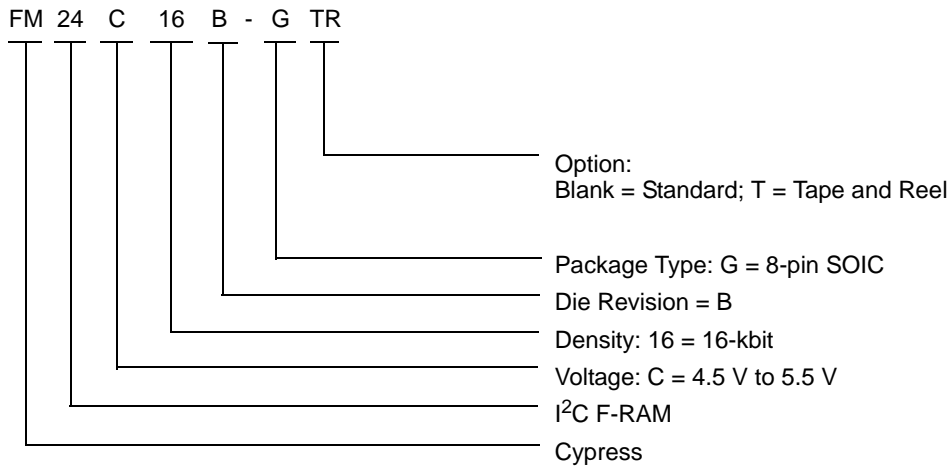 FM 24 C 16 B - G TR
Option:
Blank = Standard; T = Tape and Reel
Package Type: G = 8-pin SOIC
Die Revision = B
Density: 16 = 16-kbit
Voltage: C = 4.5 V to 5.5 V
I²C F-RAM
Cypress